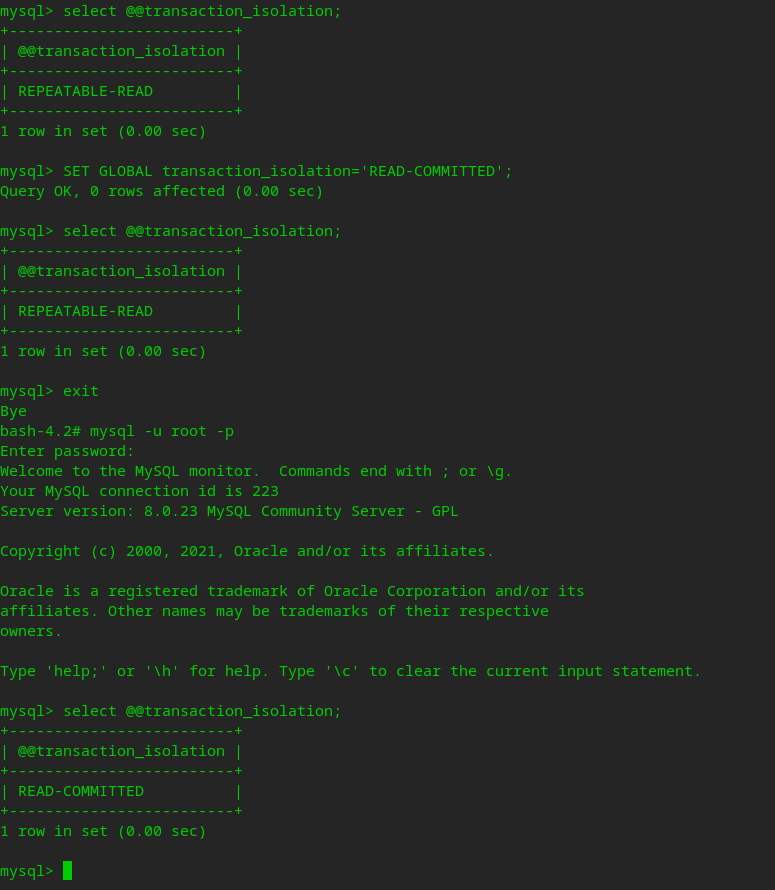 mysql> select @@transaction_isolation;
+-------------------------+
| @@transaction_isolation |
+-------------------------+
| REPEATABLE-READ         |
+-------------------------+
1 row in set (0.00 sec)

mysql> SET GLOBAL transaction_isolation='READ-COMMITTED';
Query OK, 0 rows affected (0.00 sec)

mysql> select @@transaction_isolation;
+-------------------------+
| @@transaction_isolation |
+-------------------------+
| REPEATABLE-READ         |
+-------------------------+
1 row in set (0.00 sec)

mysql> exit
Bye
bash-4.2# mysql -u root -p
Enter password:
Welcome to the MySQL monitor.  Commands end with ; or \g.
Your MySQL connection id is 223
Server version: 8.0.23 MySQL Community Server - GPL

Copyright (c) 2000, 2021, Oracle and/or its affiliates.

Oracle is a registered trademark of Oracle Corporation and/or its
affiliates. Other names may be trademarks of their respective
owners.

Type 'help;' or '\h' for help. Type '\c' to clear the current input statement.

mysql> select @@transaction_isolation;
+-------------------------+
| @@transaction_isolation |
+-------------------------+
| READ-COMMITTED          |
+-------------------------+
1 row in set (0.00 sec)

mysql>